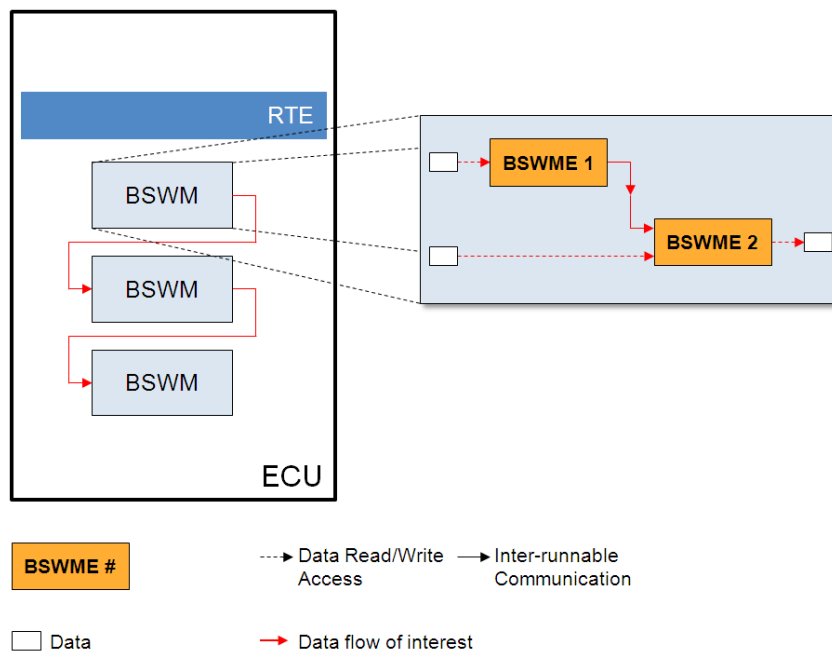 RTE
BSWM
BSWM
BSWM
ECU
BSWME 1
BSWME 2
BSWME #
Data Read/Write
Access
Inter-runnable
Communication
Data
Data flow of interest